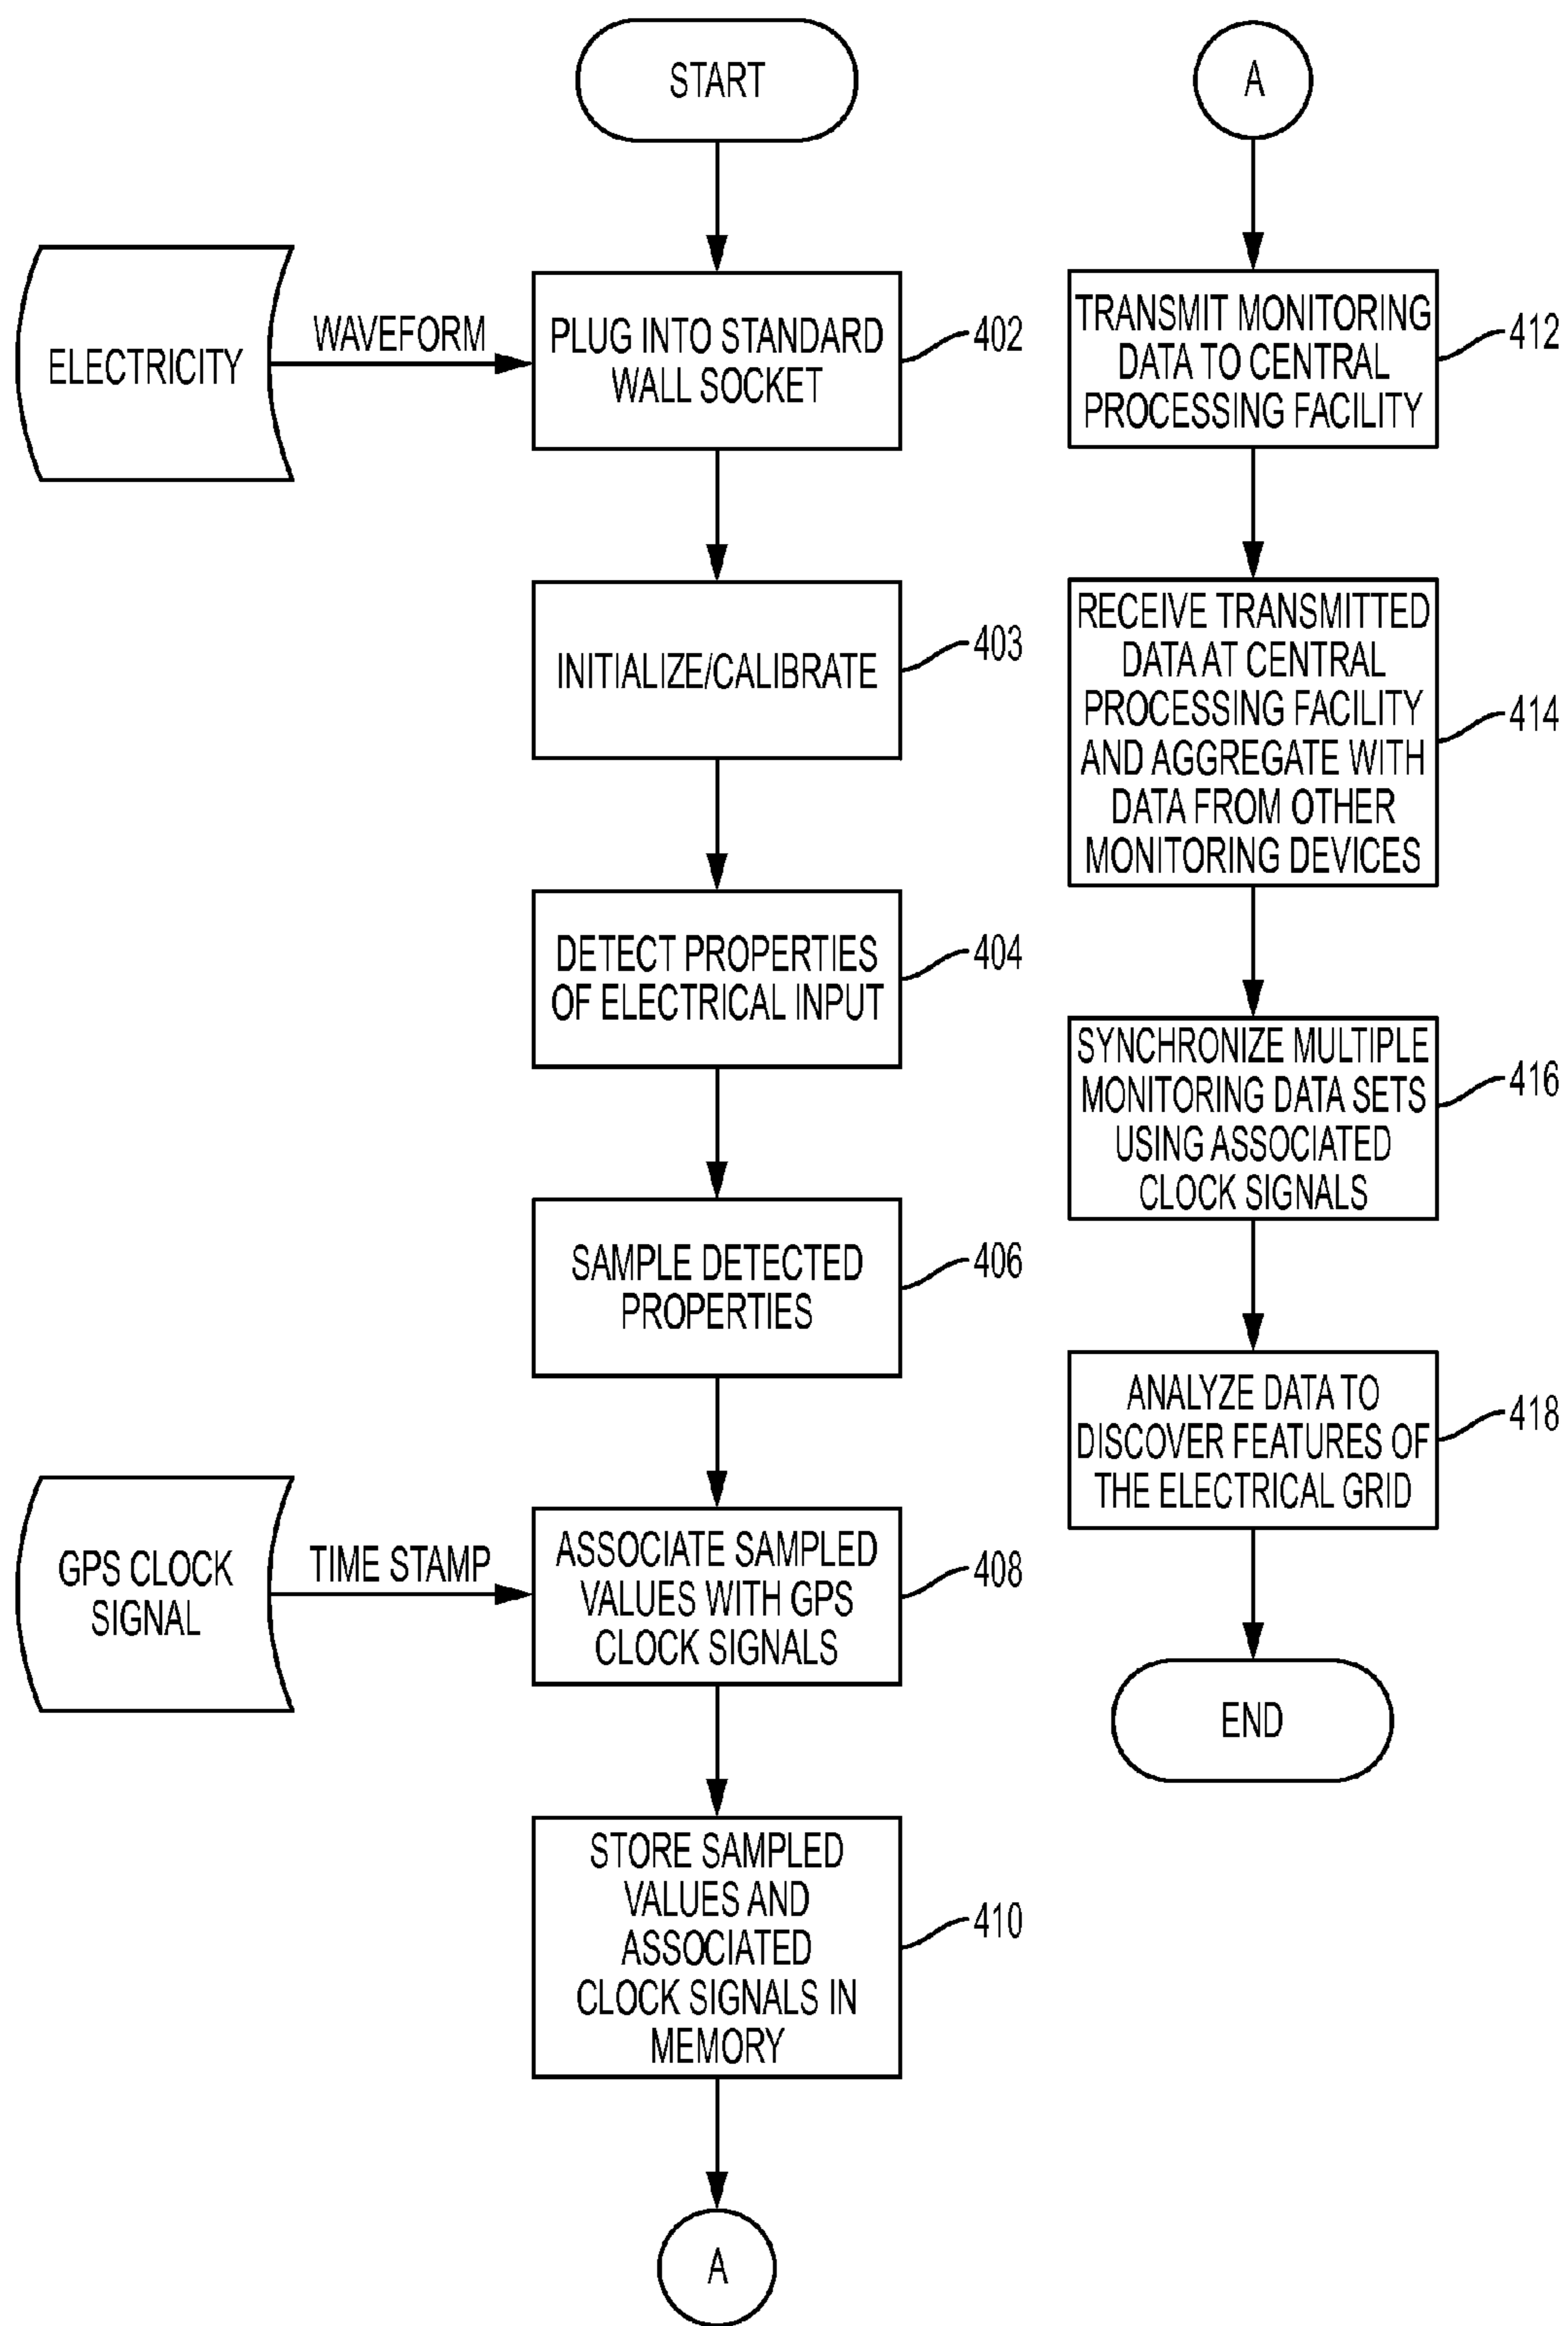 START
ELECTRICITY
WAVEFORM
PLUG INTO STANDARD
WALL SOCKET
402
INITIALIZE/CALIBRATE
403
DETECT PROPERTIES
OF ELECTRICAL INPUT
404
SAMPLE DETECTED
PROPERTIES
406
GPS CLOCK
SIGNAL
TIME STAMP
ASSOCIATE SAMPLED
VALUES WITH GPS
CLOCK SIGNALS
408
STORE SAMPLED
VALUES AND
ASSOCIATED
CLOCK SIGNALS IN
MEMORY
410
A
A
TRANSMIT MONITORING
DATA TO CENTRAL
PROCESSING FACILITY
412
RECEIVE TRANSMITTED
DATA AT CENTRAL
PROCESSING FACILITY
AND AGGREGATE WITH
DATA FROM OTHER
MONITORING DEVICES
414
SYNCHRONIZE MULTIPLE
MONITORING DATA SETS
USING ASSOCIATED
CLOCK SIGNALS
416
ANALYZE DATA TO
DISCOVER FEATURES OF
THE ELECTRICAL GRID
418
END